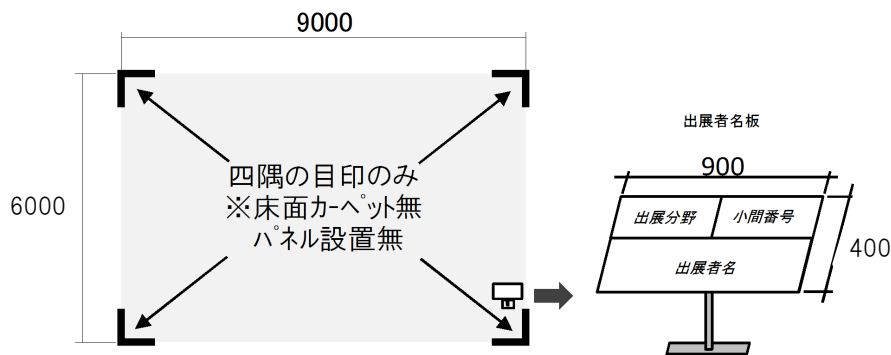 9000
6000
四隅の目印のみ
※床面カーペット無
パネル設置無
出展者名板
900
400
出展分野
小間番号
出展者名